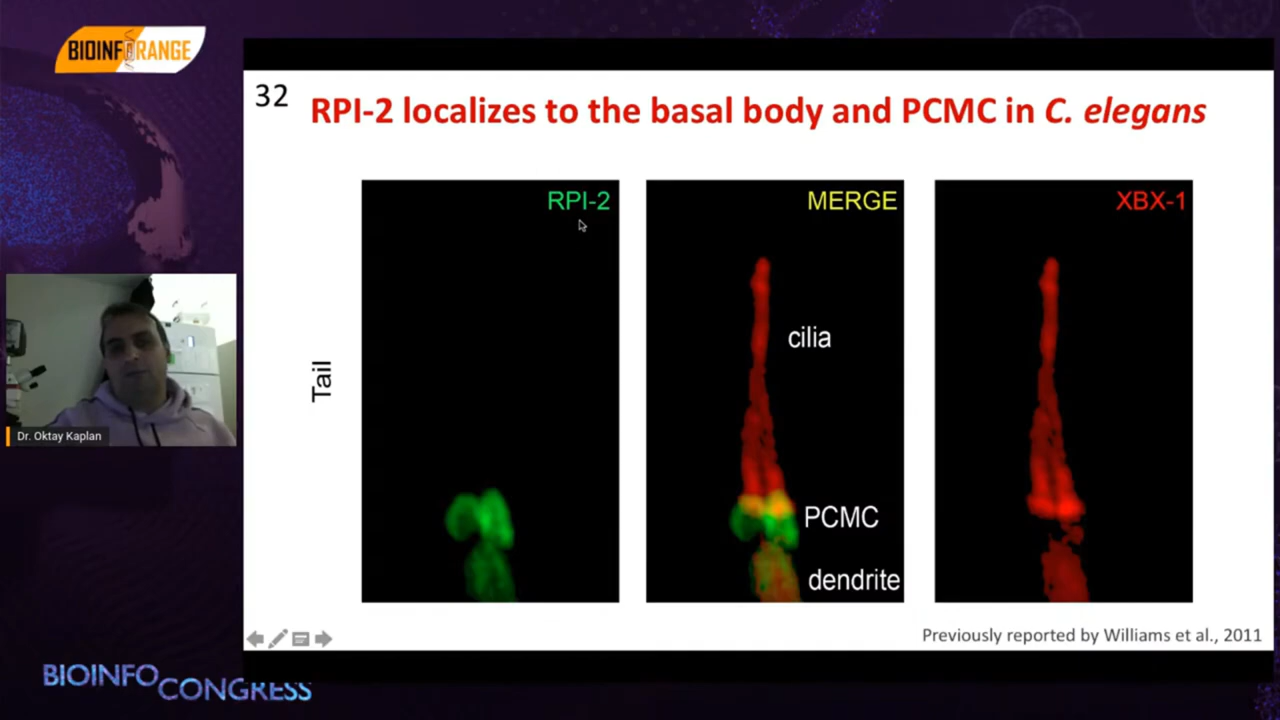 BIOINFORANGE
32
RPI-2 localizes to the basal body and PCMC in C. elegans
RPI-2
MERGE
XBX-1
cilia
Tail
PCMC
dendrite
Dr. Oktay Kaplan
Previously reported by Williams et al., 2011
BIOINFO
CONGRESS